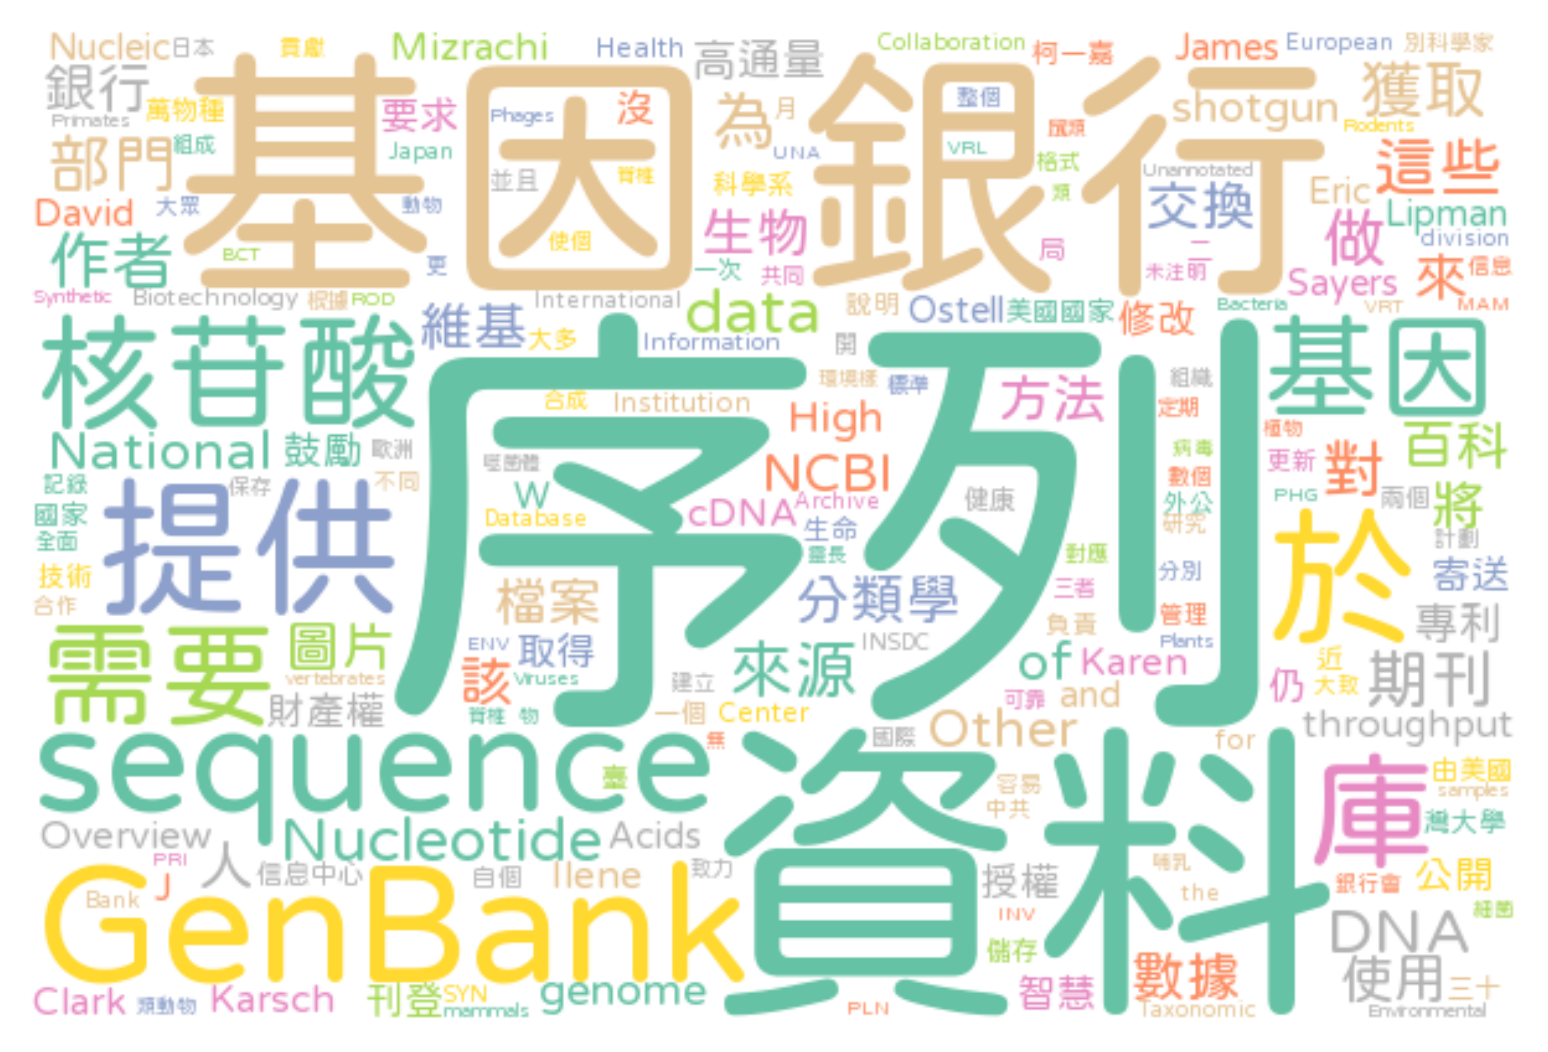 Nucleic 日本 貢獻 Mizrachi Health 高通量 Collaboration 柯一嘉 James European 別科學家
銀行 基因銀行 shotgun 獲取
Primates 萬物種 要求 Phages 沒 為 月 整個 鼠類 Rodents
部門 組成 Japan 並且 脊椎 UNA VRL 格式 Unannotated 這些
David 大眾 動物 科學系 類 交換 Eric Lipman
作者 BCT 更 使個 生物 局 二 做 division
一次 共同 未注明 Sayers 來 信息
Synthetic Biotechnology 根據 ROD International data 說明 Ostell 美國國家 修改 Bacteria VRT MAM
核苷酸 維基 大多 Information 開 基因
序列 環境樣 標準 方法 組織 定期
合成 Institution High 植物
National 鼓勵 歐洲 噬菌體 NCBI 病毒 更新 對 百科
記錄 保存 不同 W cDNA Archive 健康 數個 PHG 兩個 將
國家 提供 Database 生命 外公 研究 於 計劃
全面 靈長 對應
技術 檔案 分類學 三者 分別 寄送
合作 負責 管理 專利
需要 圖片 ENV 取得 INSDC Plants
vertebrates 該 Viruses 來源 of Karen 仍 近 期刊
財產權 脊椎 物 建立 可靠 and 大致
一個 Center Other throughput
sequence 無 國際 for
臺 資料 容易 庫 由美國
中共 samples
Overview Nucleotide Acids 灣大學
PRI 人 信息中心 自個 Ilene 致力 授權 哺乳 銀行會 公開
J Bank GenBank the
INV DNA 細菌
儲存 使用
Clark 類動物 Karsch 刊登 SYN genome 智慧 數據 三十
mammals PLN Taxonomic Environmental